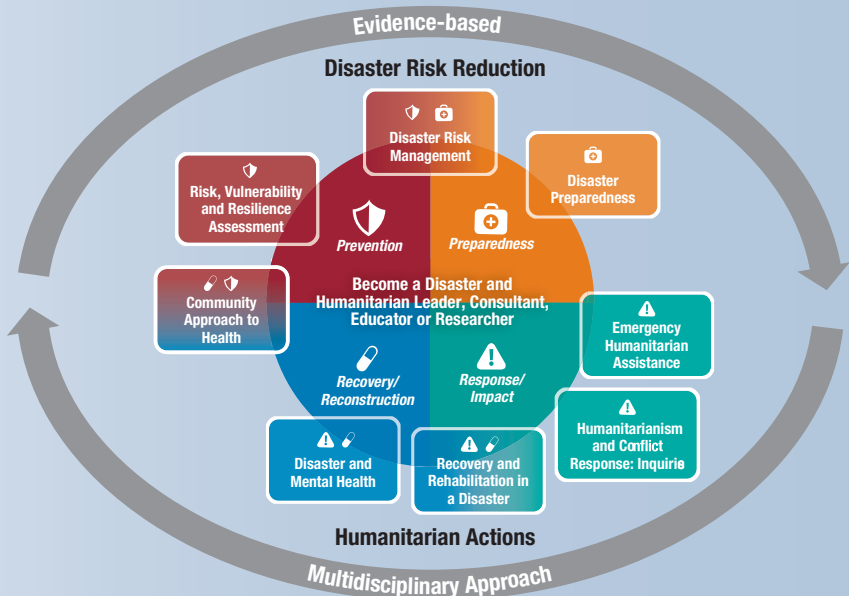 Evidence-based
Disaster Risk Reduction
Disaster Risk
Management
Disaster
Preparedness
Risk, Vulnerability
and Resilience
Assessment
Prevention
Preparedness
Community
Approach to
Health
Become a Disaster and
Humanitarian Leader, Consultant,
Educator or Researcher
Emergency
Humanitarian
Assistance
Recovery/
Reconstruction
Response/
Impact
Humanitarianism
and Conflict
Response: Inquirie
Disaster and
Mental Health
Recovery and
Rehabilitation in
a Disaster
Humanitarian Actions
Multidisciplinary Approach